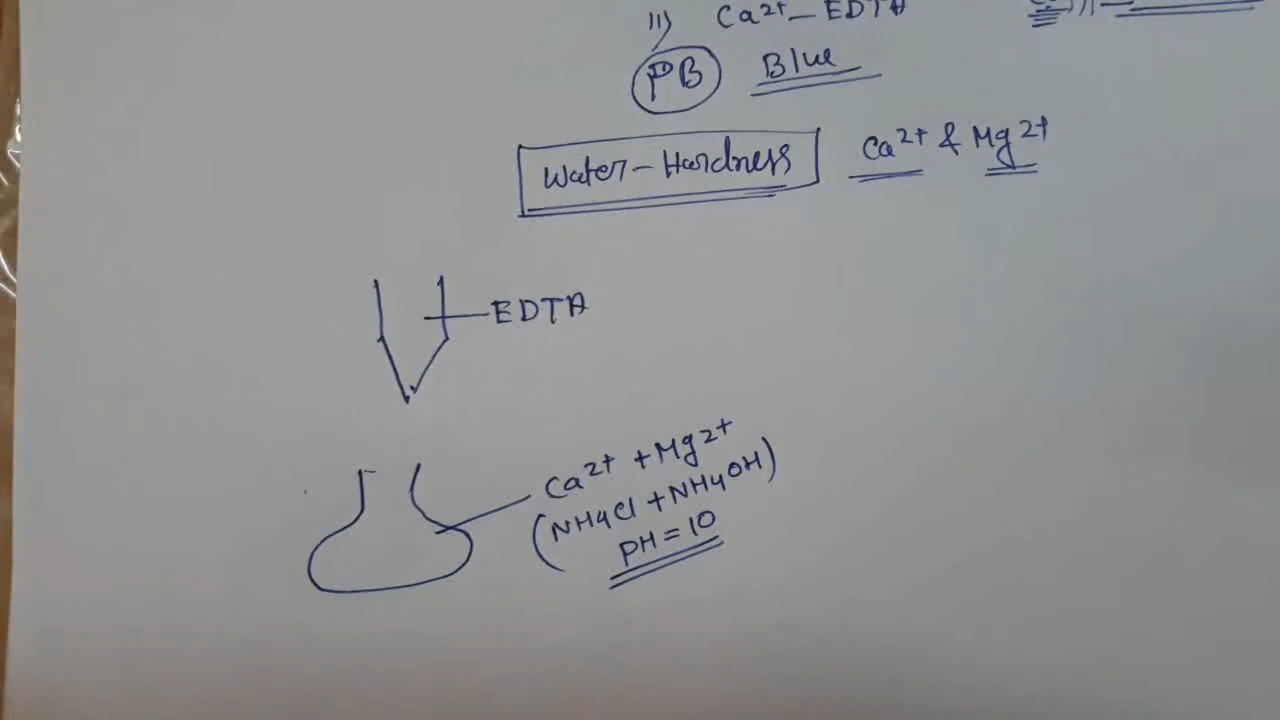 III) Ca2+ - EDTA
PB Blue
Water - Hardness Ca2+ & Mg2+
EDTA
Ca2+ + Mg2+
(NH4Cl + NH4OH)
PH = 10